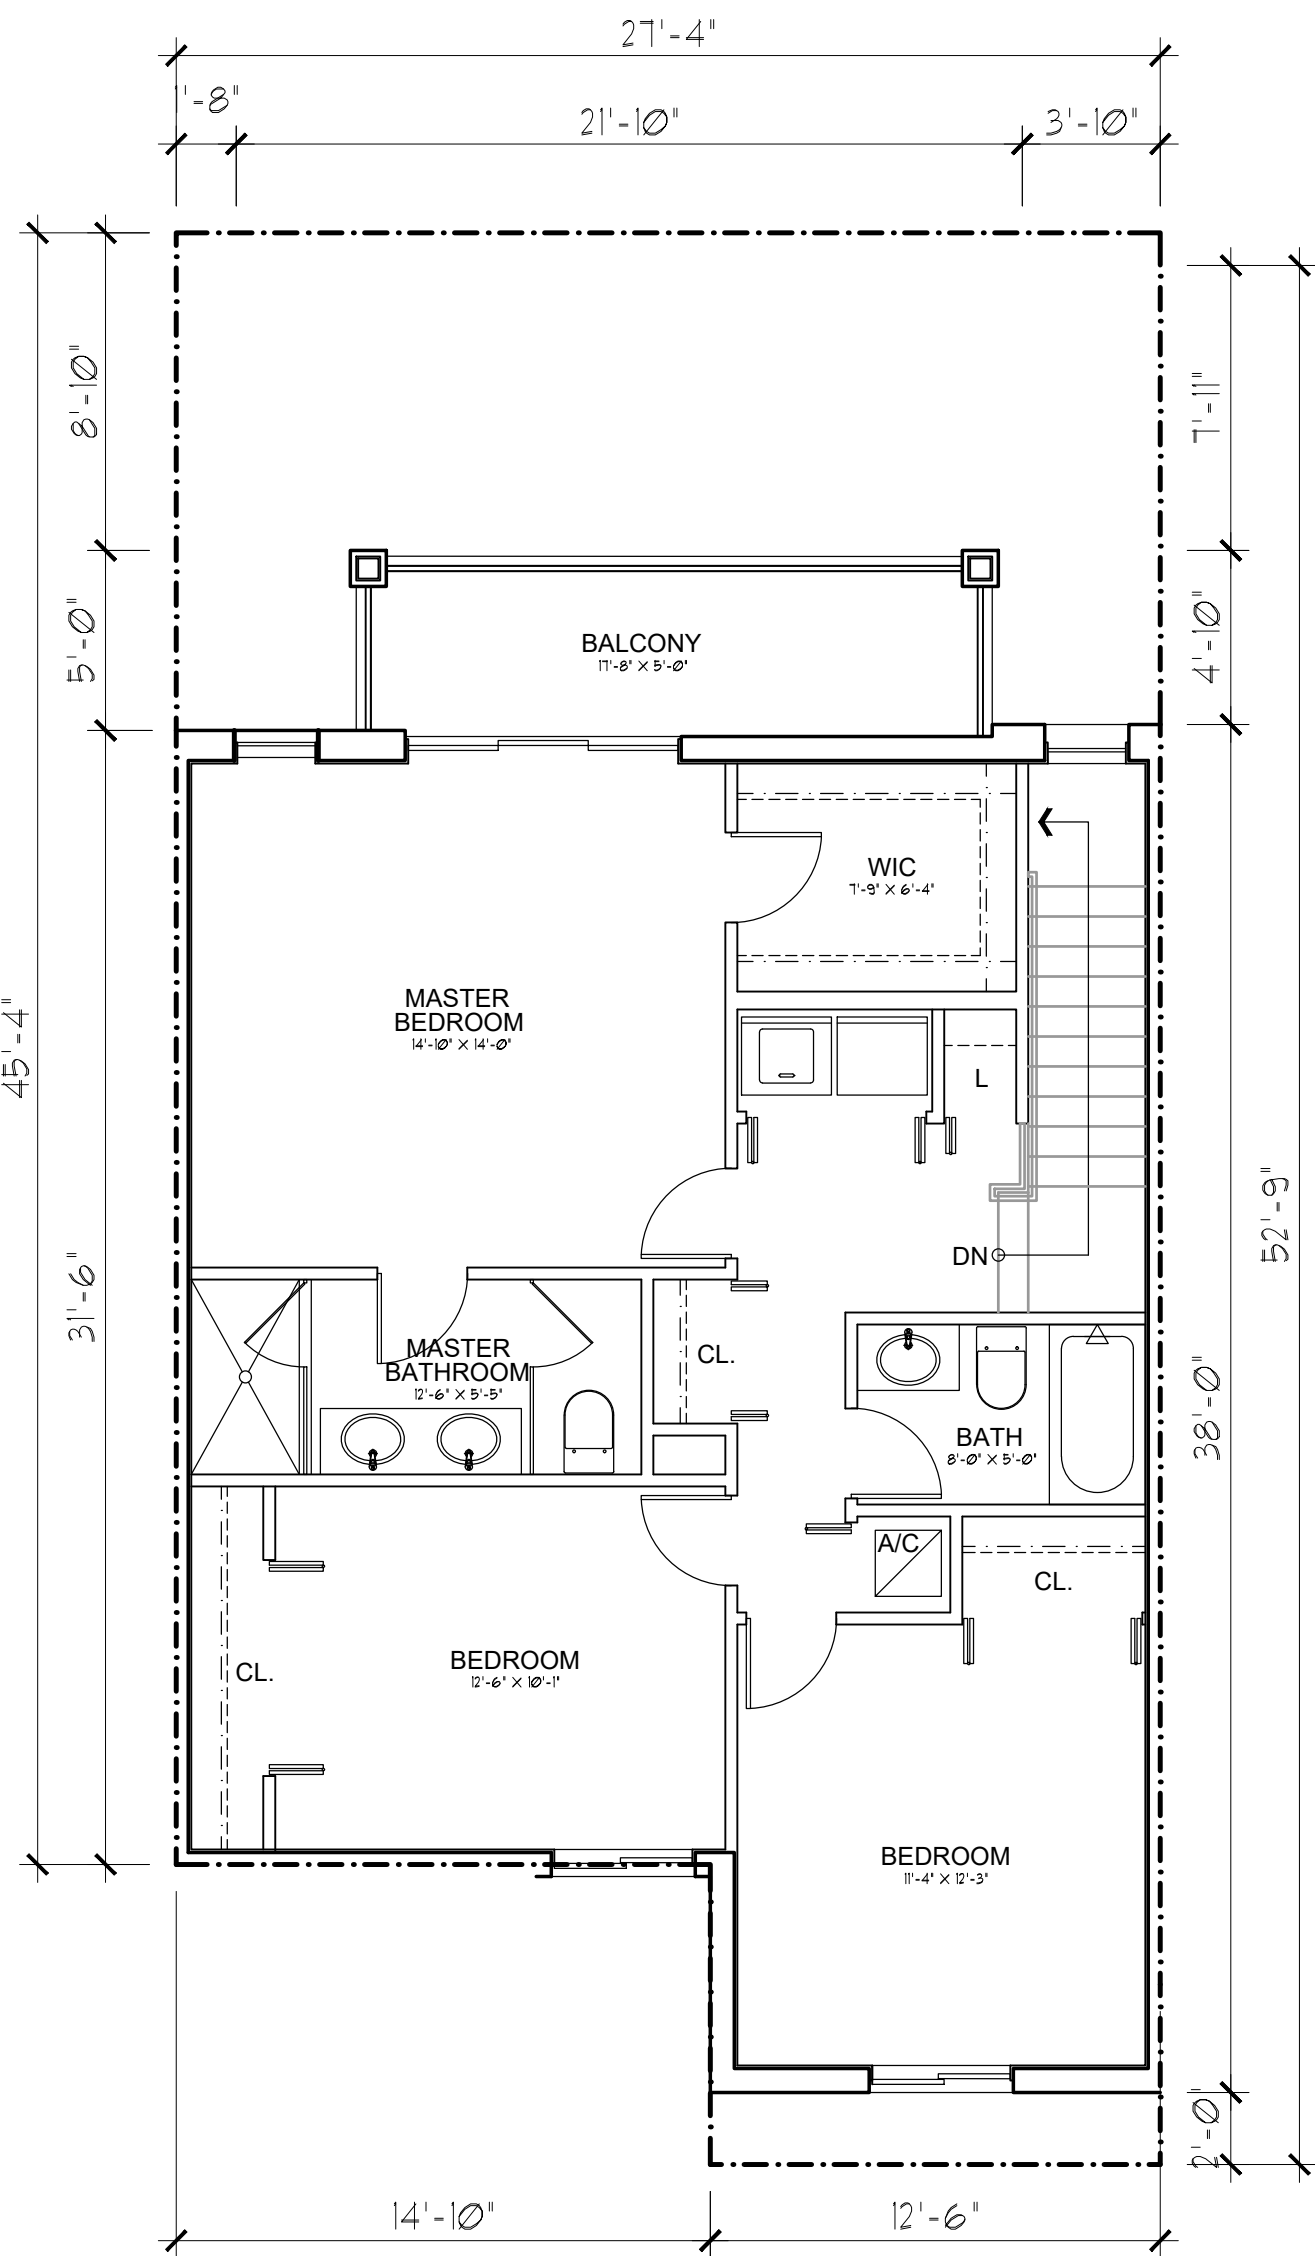 27'-4"
1'-8"
21'-10"
3'-10"
8'-10"
7'-11"
5'-0"
4'-10"
BALCONY
17'-8" X 5'-0"
WIC
7'-9" X 6'-4"
MASTER
BEDROOM
14'-10" X 14'-0"
45'-4"
L
52'-9"
DN
31'-6"
MASTER
BATHROOM
12'-6" X 5'-5"
CL.
38'-0"
BATH
8'-0" X 5'-0"
A/C
CL.
BEDROOM
12'-6" X 10'-1"
CL.
BEDROOM
11'-4" X 12'-3"
2'-0"
14'-10"
12'-6"